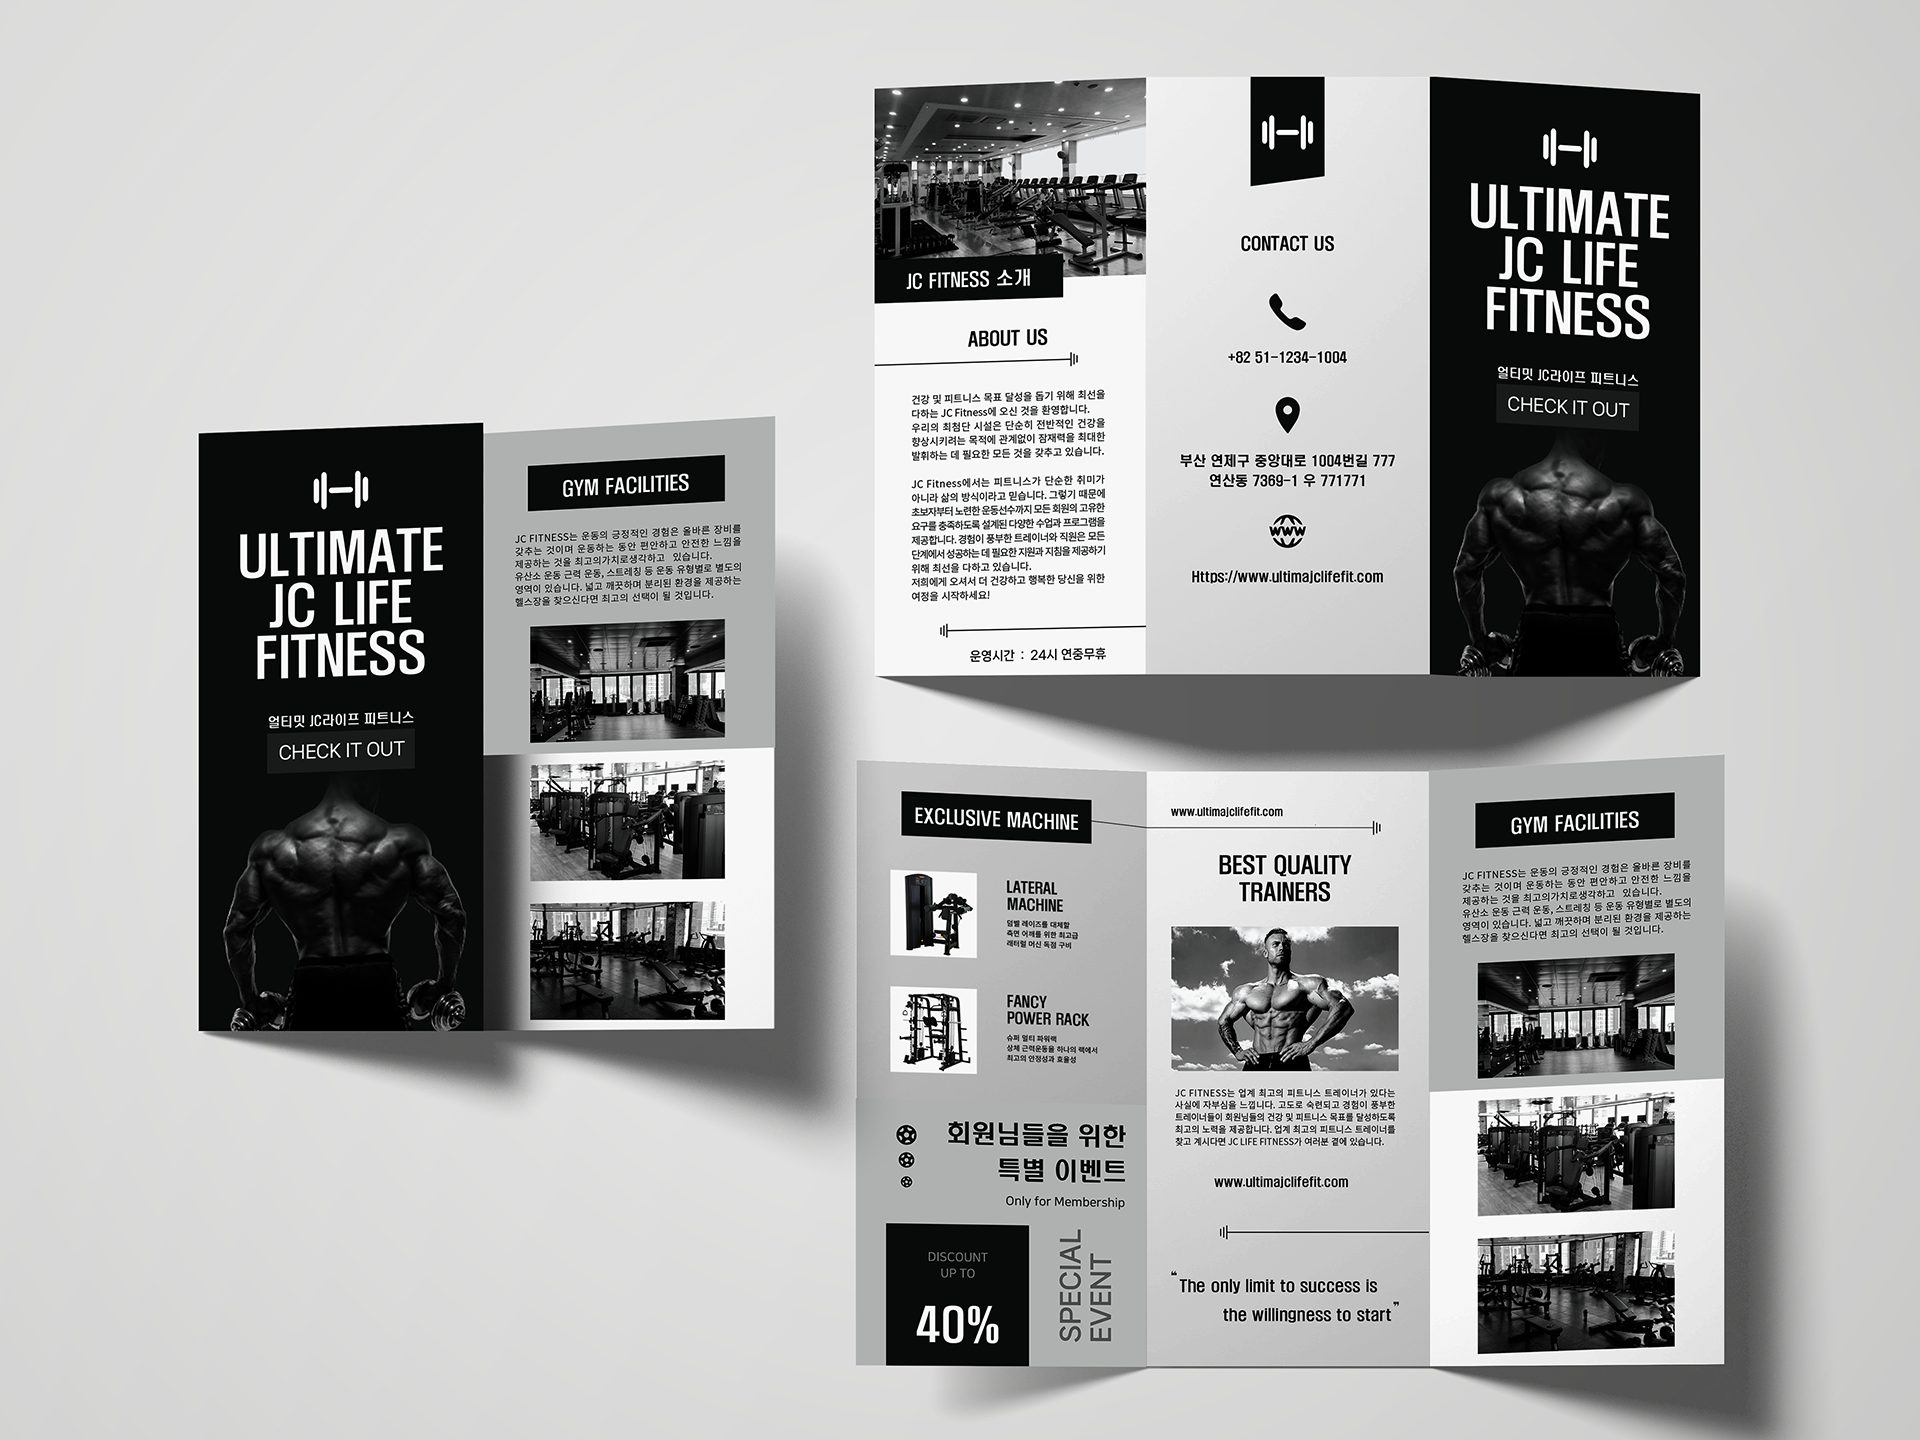 ULTIMATE
JC LIFE
FITNESS
얼티밋 JC라이프 피트니스
CHECK IT OUT
GYM FACILITIES
JC FITNESS는 운동의 긍정적인 경험은 올바른 장비를
갖추는 것이며 운동하는 동안 편안하고 안전한 느낌을
제공하는 것을 최고의가치로생각하고 있습니다.
유산소 운동 근력 운동, 스트레칭 등 운동 유형별로 별도의
영역이 있습니다. 넓고 깨끗하며 분리된 환경을 제공하는
헬스장을 찾으신다면 최고의 선택이 될 것입니다.
JC FITNESS 소개
ABOUT US
건강 및 피트니스 목표 달성을 돕기 위해 최선을
다하는 JC Fitness에 오신 것을 환영합니다.
우리의 최첨단 시설은 단순히 전반적인 건강을
향상시키려는 목적에 관계없이 잠재력을 최대한
발휘하는 데 필요한 모든 것을 갖추고 있습니다.
JC Fitness에서는 피트니스가 단순한 취미가
아니라 삶의 방식이라고 믿습니다. 그렇기 때문에
초보자부터 노련한 운동선수까지 모든 회원의 고유한
요구를 충족하도록 설계된 다양한 수업과 프로그램을
제공합니다. 경험이 풍부한 트레이너와 직원은 모든
단계에서 성공하는 데 필요한 지원과 지침을 제공하기
위해 최선을 다하고 있습니다.
저희에게 오셔서 더 건강하고 행복한 당신을 위한
여정을 시작하세요!
운영시간 : 24시 연중무휴
CONTACT US
+82 51-1234-1004
부산 연제구 중앙대로 1004번길 777
연산동 7369-1 우 771771
www
Https://www.ultimajclifefit.com
ULTIMATE
JC LIFE
FITNESS
얼티밋 JC라이프 피트니스
CHECK IT OUT
EXCLUSIVE MACHINE
LATERAL
MACHINE
덤벨 레이즈를 대체할
측면 어깨를 위한 최고급
래터럴 머신 독점 구비
FANCY
POWER RACK
슈퍼 멀티 파워랙
상체 근력운동을 하나의 랙에서
최고의 안정성과 효율성
회원님들을 위한
특별 이벤트
Only for Membership
DISCOUNT
UP TO
40%
SPECIAL
EVENT
www.ultimajclifefit.com
BEST QUALITY
TRAINERS
JC FITNESS는 업계 최고의 피트니스 트레이너가 있다는
사실에 자부심을 느낍니다. 고도로 숙련되고 경험이 풍부한
트레이너들이 회원님들의 건강 및 피트니스 목표를 달성하도록
최고의 노력을 제공합니다. 업계 최고의 피트니스 트레이너를
찾고 계시다면 JC LIFE FITNESS가 여러분 곁에 있습니다.
www.ultimajclifefit.com
“The only limit to success is
the willingness to start”
GYM FACILITIES
JC FITNESS는 운동의 긍정적인 경험은 올바른 장비를
갖추는 것이며 운동하는 동안 편안하고 안전한 느낌을
제공하는 것을 최고의가치로생각하고 있습니다.
유산소 운동 근력 운동, 스트레칭 등 운동 유형별로 별도의
영역이 있습니다. 넓고 깨끗하며 분리된 환경을 제공하는
헬스장을 찾으신다면 최고의 선택이 될 것입니다.